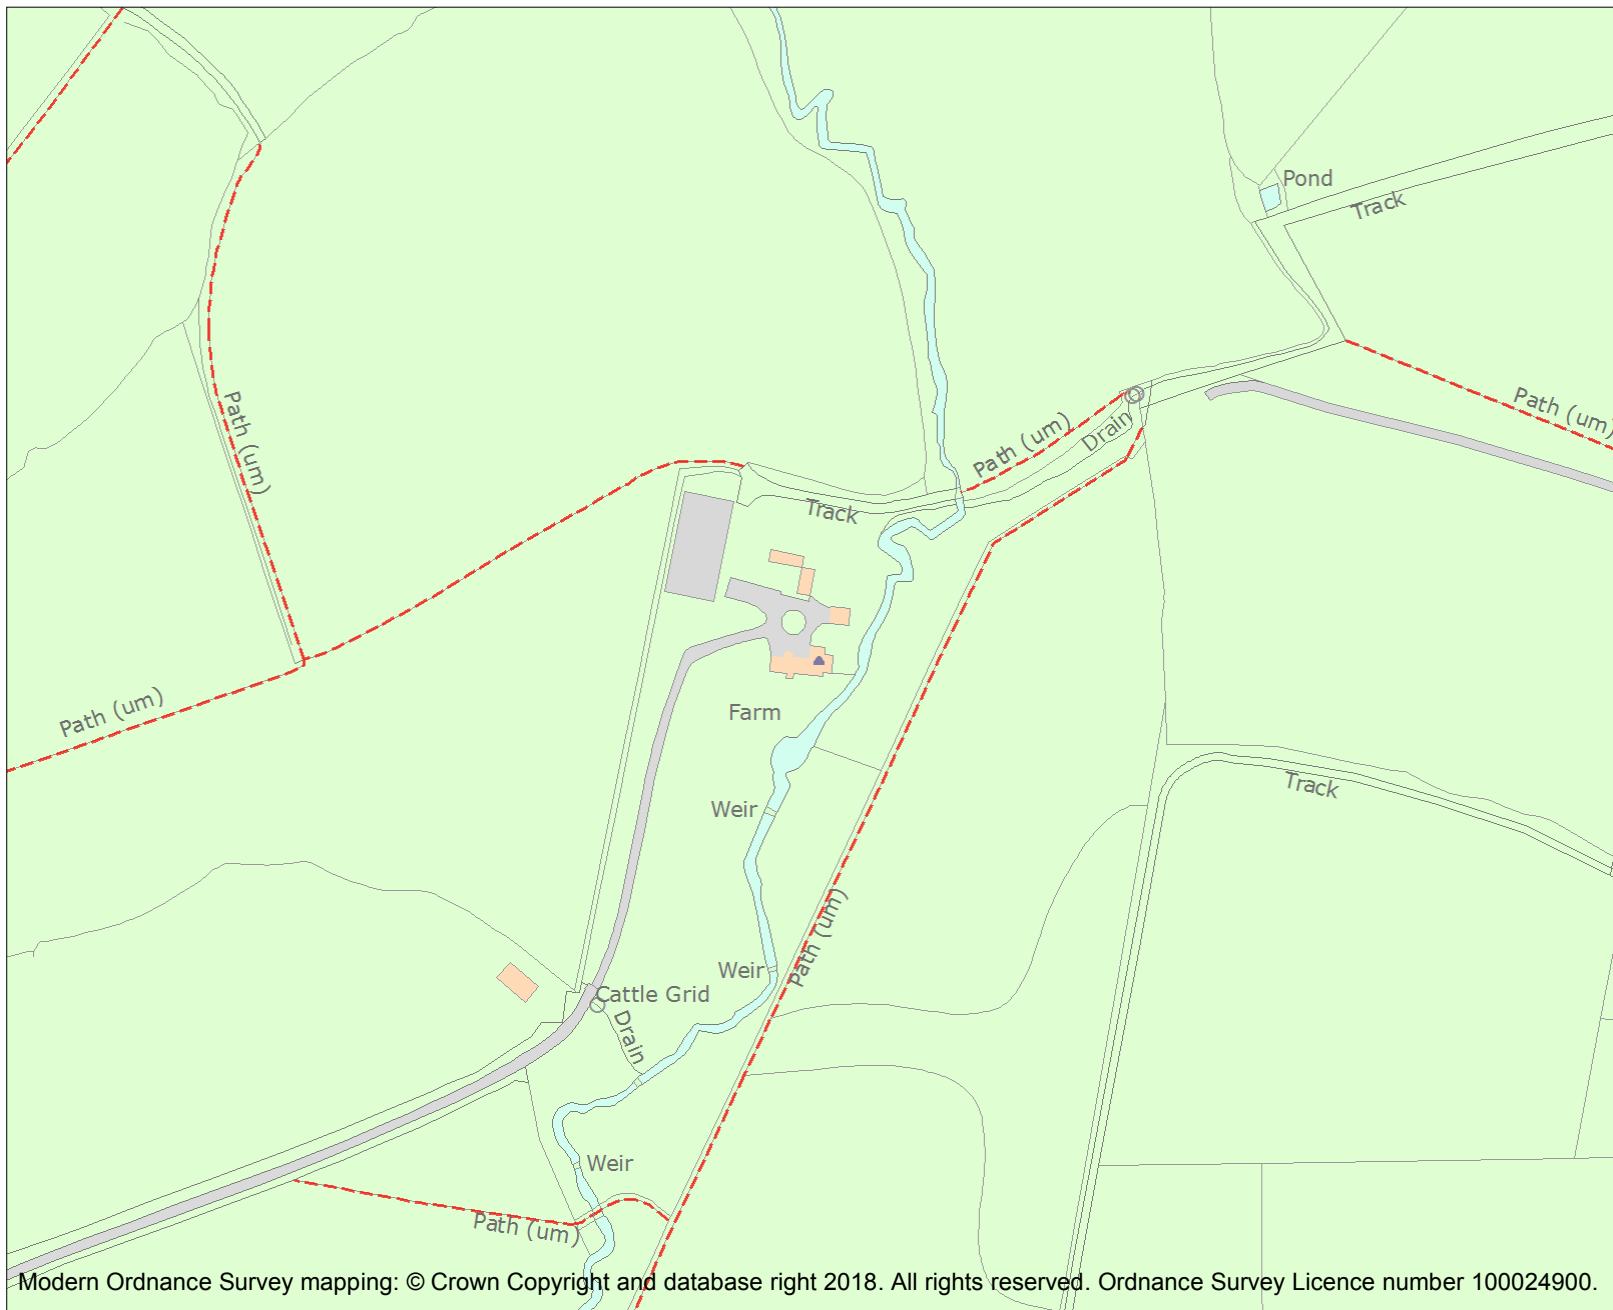 Pond
Track
Path (um)
Path (um)
Path (um)
Drain
Track
Path (um)
Farm
Track
Weir
Path (um)
Weir
Cattle Grid
Drain
Weir
Path (um)
Modern Ordnance Survey mapping: © Crown Copyright and database right 2018. All rights reserved. Ordnance Survey Licence number 100024900.